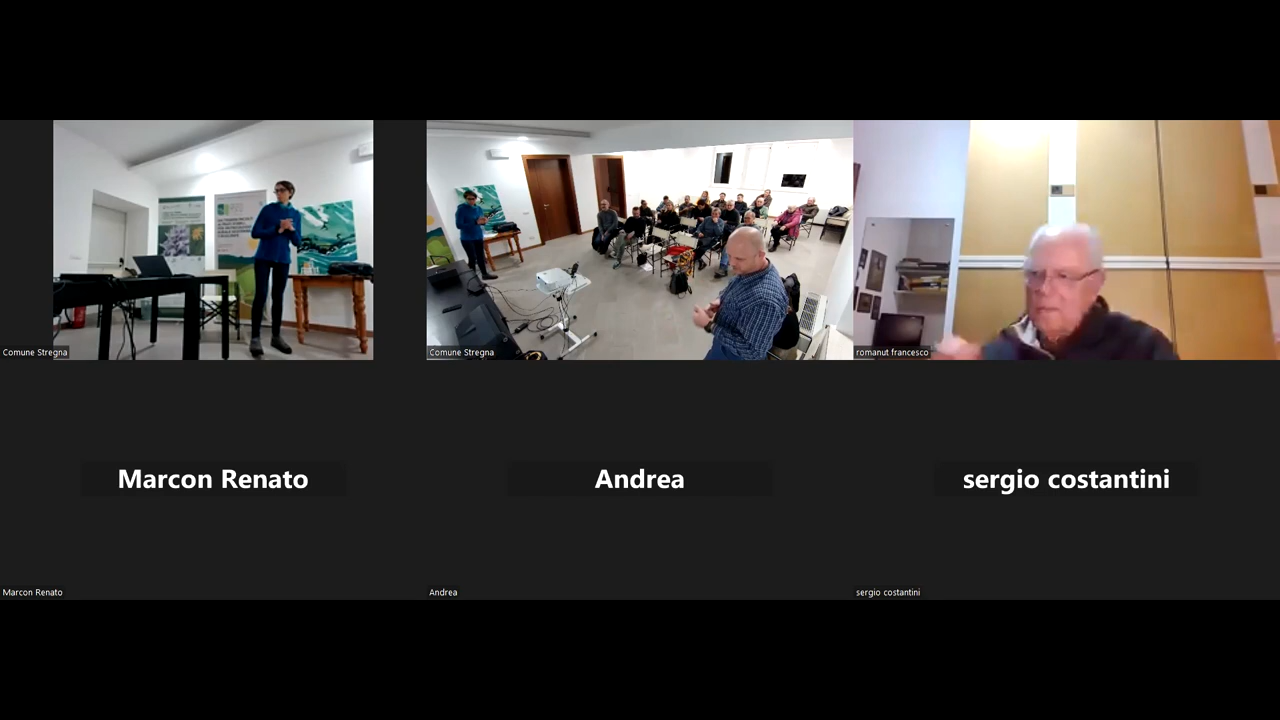 Comune Stregna
Comune Stregna
romanut francesco
Marcon Renato
Andrea
sergio costantini
Marcon Renato
Andrea
sergio costantini